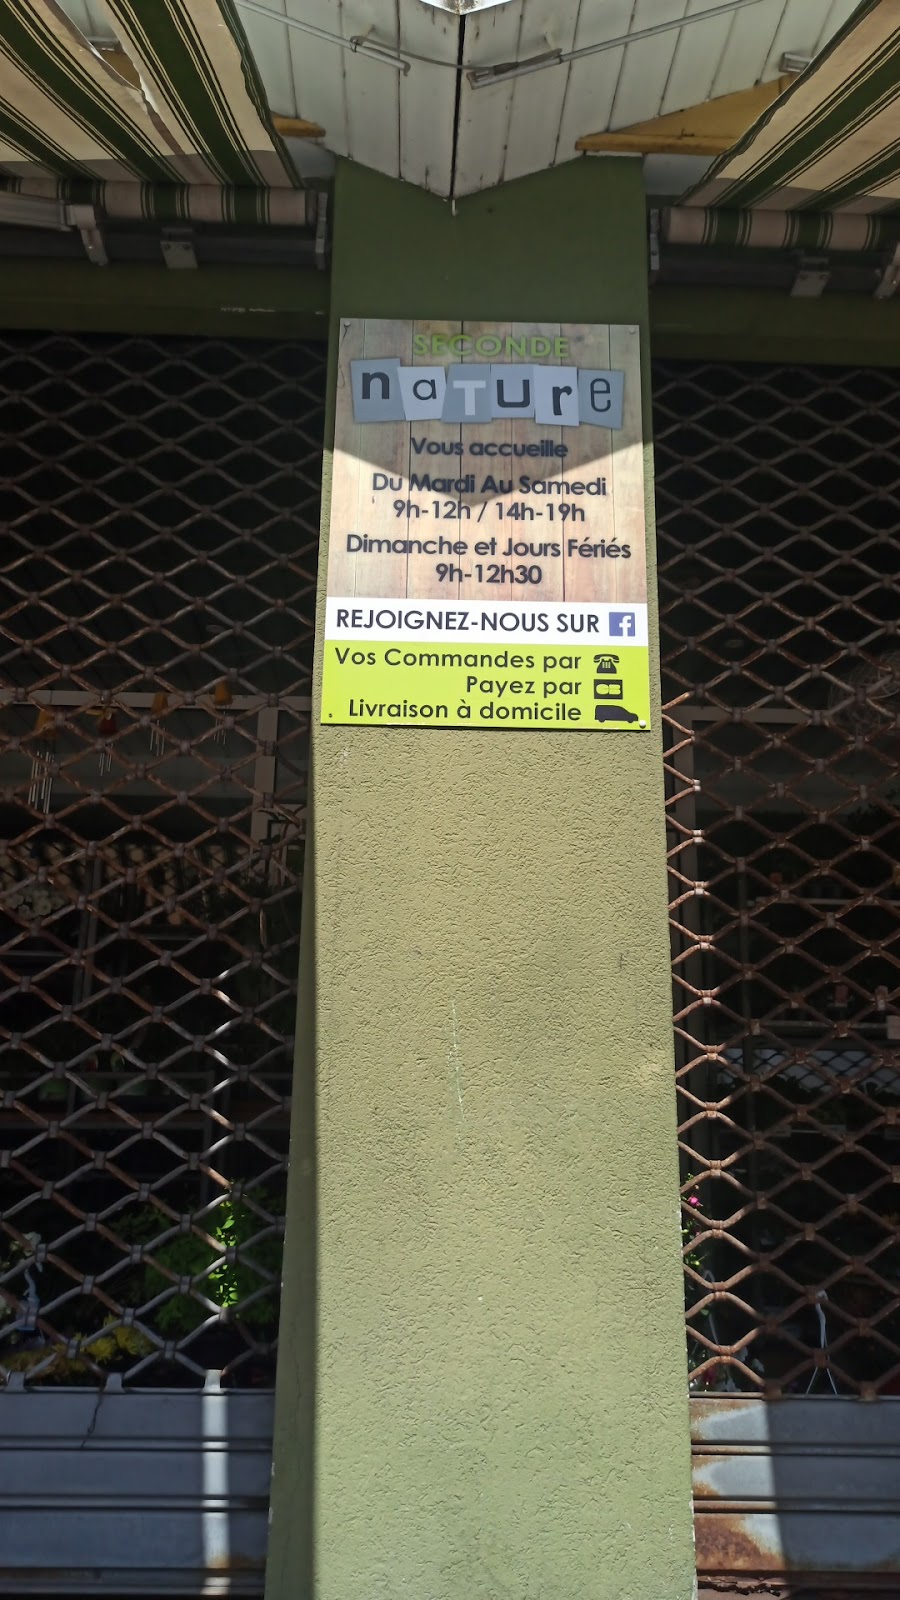 SECONDE
naTURe
Vous accueille
Du Mardi Au Samedi
9h-12h / 14h-19h
Dimanche et Jours Fériés
9h-12h30
REJOIGNEZ-NOUS SUR f
Vos Commandes par
Payez par CB
Livraison à domicile